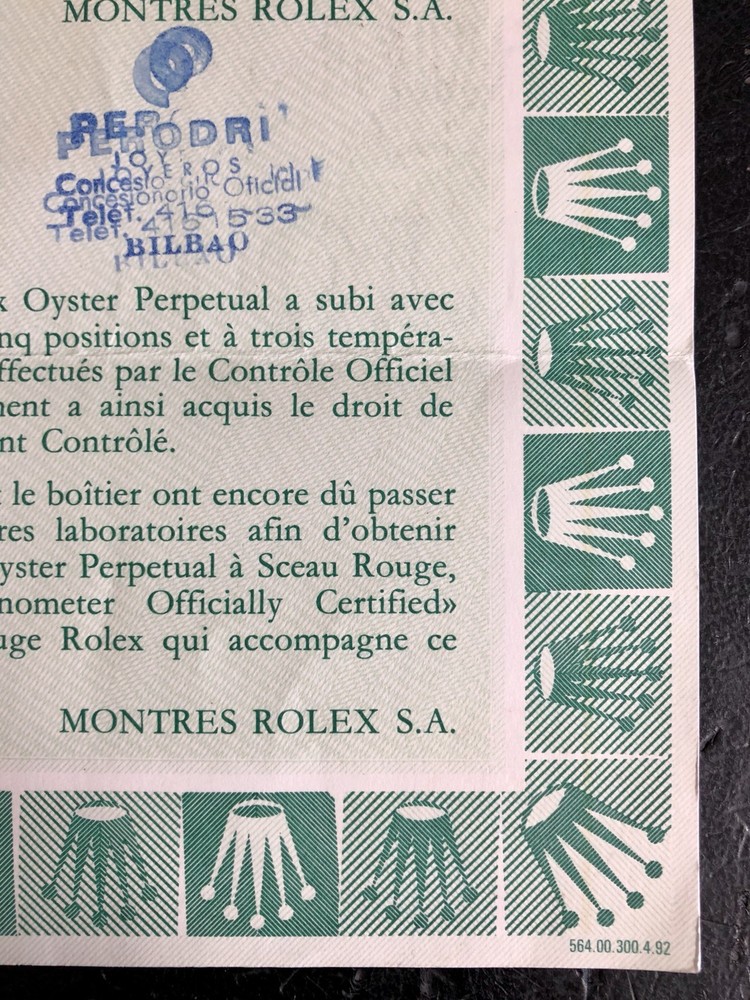 MONTRES ROLEX S.A.
PERODRI
JOYEROS
Concesionario Oficial
Telef. 416 1533
BILBAO
x Oyster Perpetual a subi avec
nq positions et à trois tempéra-
ffectués par le Contrôle Officiel
ment a ainsi acquis le droit de
nt Contrôlé.
t le boîtier ont encore dû passer
res laboratoires afin d'obtenir
yster Perpetual à Sceau Rouge,
nometer Officially Certified»
uge Rolex qui accompagne ce
MONTRES ROLEX S.A.
564.00.300.4.92